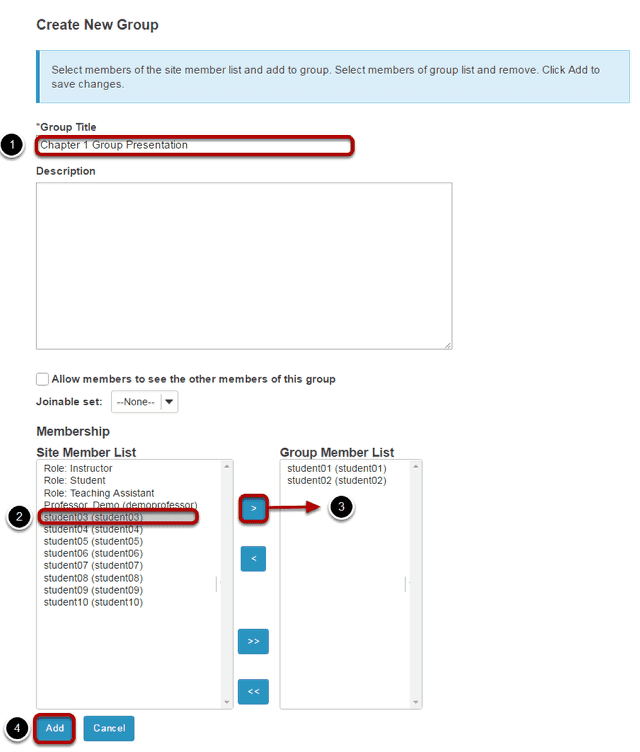 Create New Group
Select members of the site member list and add to group. Select members of group list and remove. Click Add to
save changes.
*Group Title
1
Chapter 1 Group Presentation
Description
Allow members to see the other members of this group
Joinable set: --None--
Membership
Site Member List
Role: Instructor
Role: Student
Role: Teaching Assistant
Professor, Demo (demoprofessor)
2
student03 (student03)
student04 (student04)
student05 (student05)
student06 (student06)
student07 (student07)
student08 (student08)
student09 (student09)
student10 (student10)
>
3
<
>>
<<
Group Member List
student01 (student01)
student02 (student02)
4
Add
Cancel